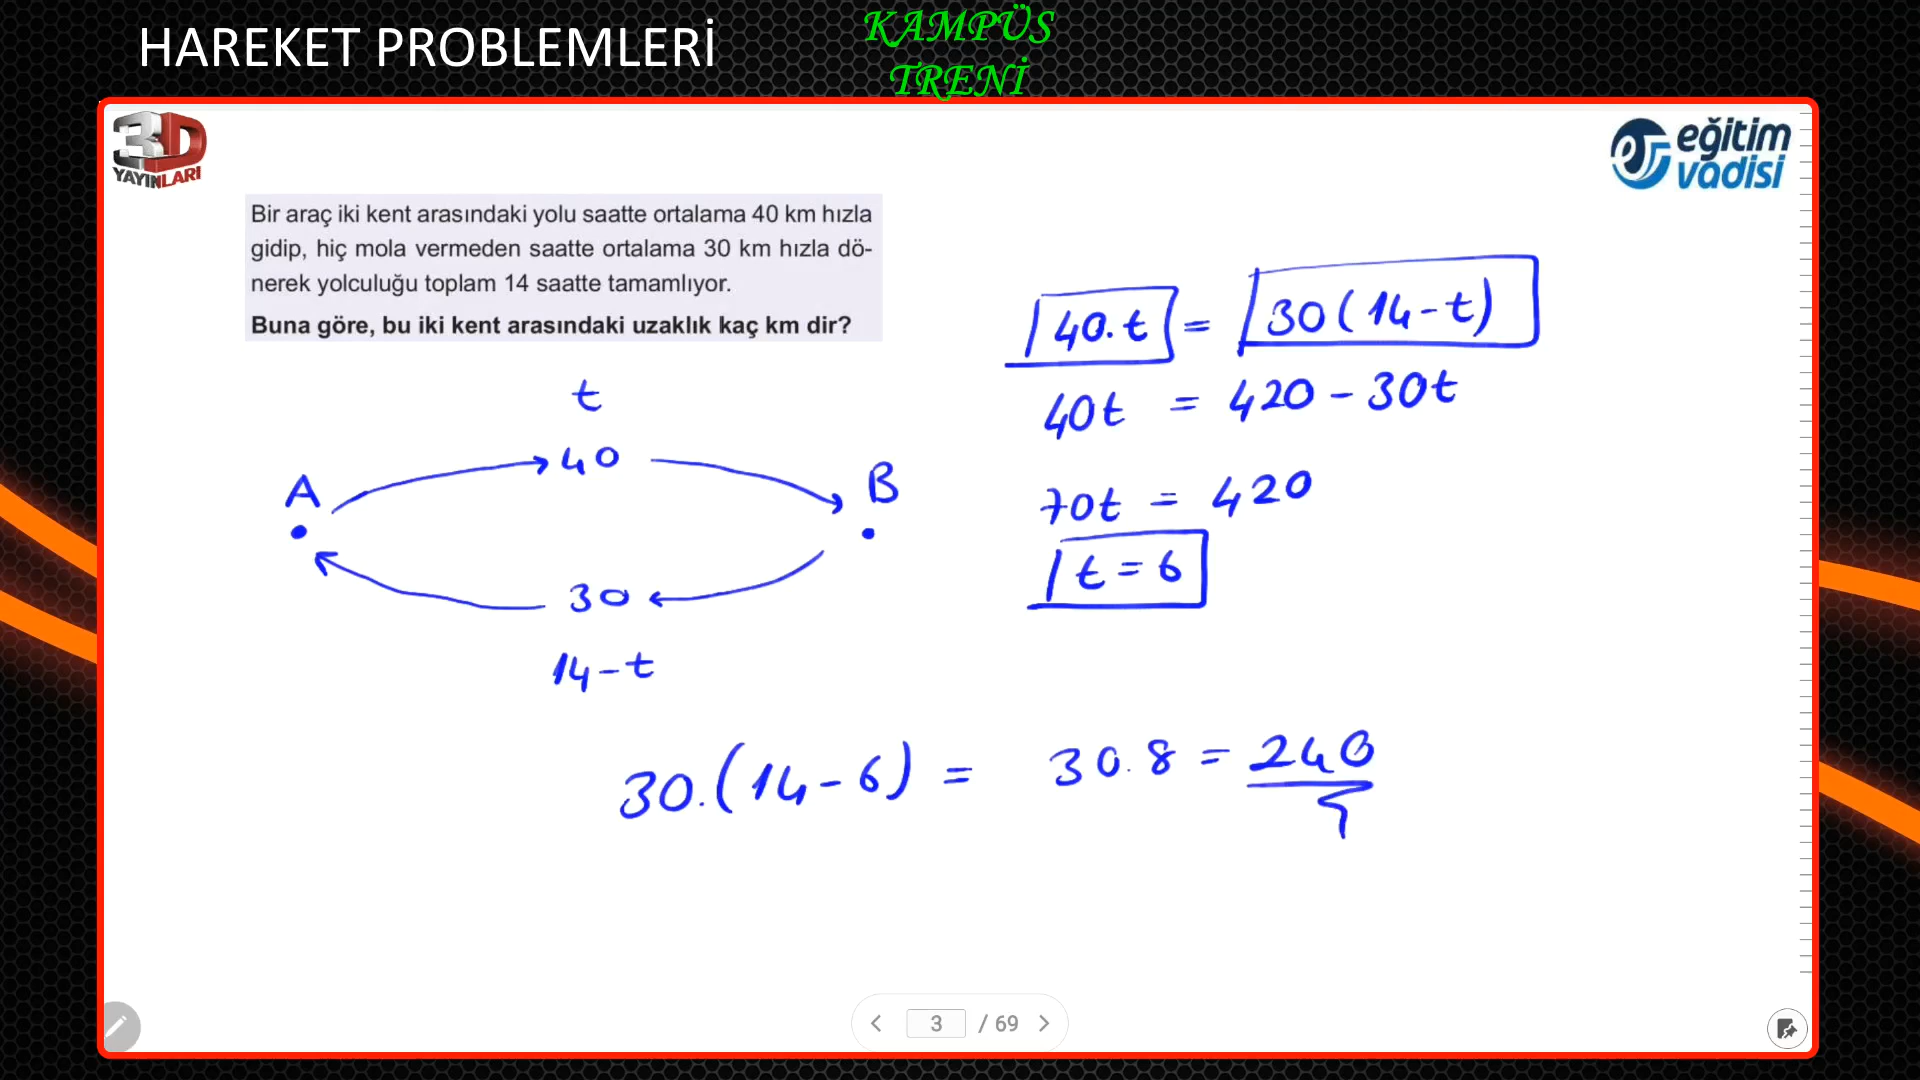 HAREKET PROBLEMLERİ
KAMPÜS
TRENİ
3D
YAYINLARI
eğitim
vadisi
Bir araç iki kent arasındaki yolu saatte ortalama 40 km hızla
gidip, hiç mola vermeden saatte ortalama 30 km hızla dö-
nerek yolculuğu toplam 14 saatte tamamlıyor.
Buna göre, bu iki kent arasındaki uzaklık kaç km dir?
t
40
A
B
30
14-t
40.t = 30(14-t)
40t = 420-30t
70t = 420
t=6
30.(14-6) = 30.8 = 240
3 / 69